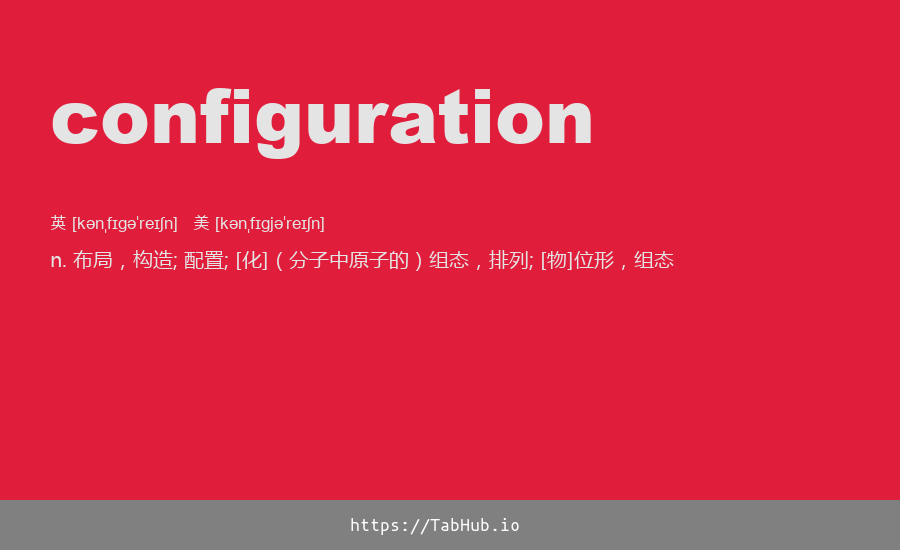 configuration
英 [kənˌfɪɡəˈreɪʃn] 美 [kənˌfɪɡjəˈreɪʃn]
n. 布局，构造; 配置; [化]（分子中原子的）组态，排列; [物]位形，组态
https://TabHub.io